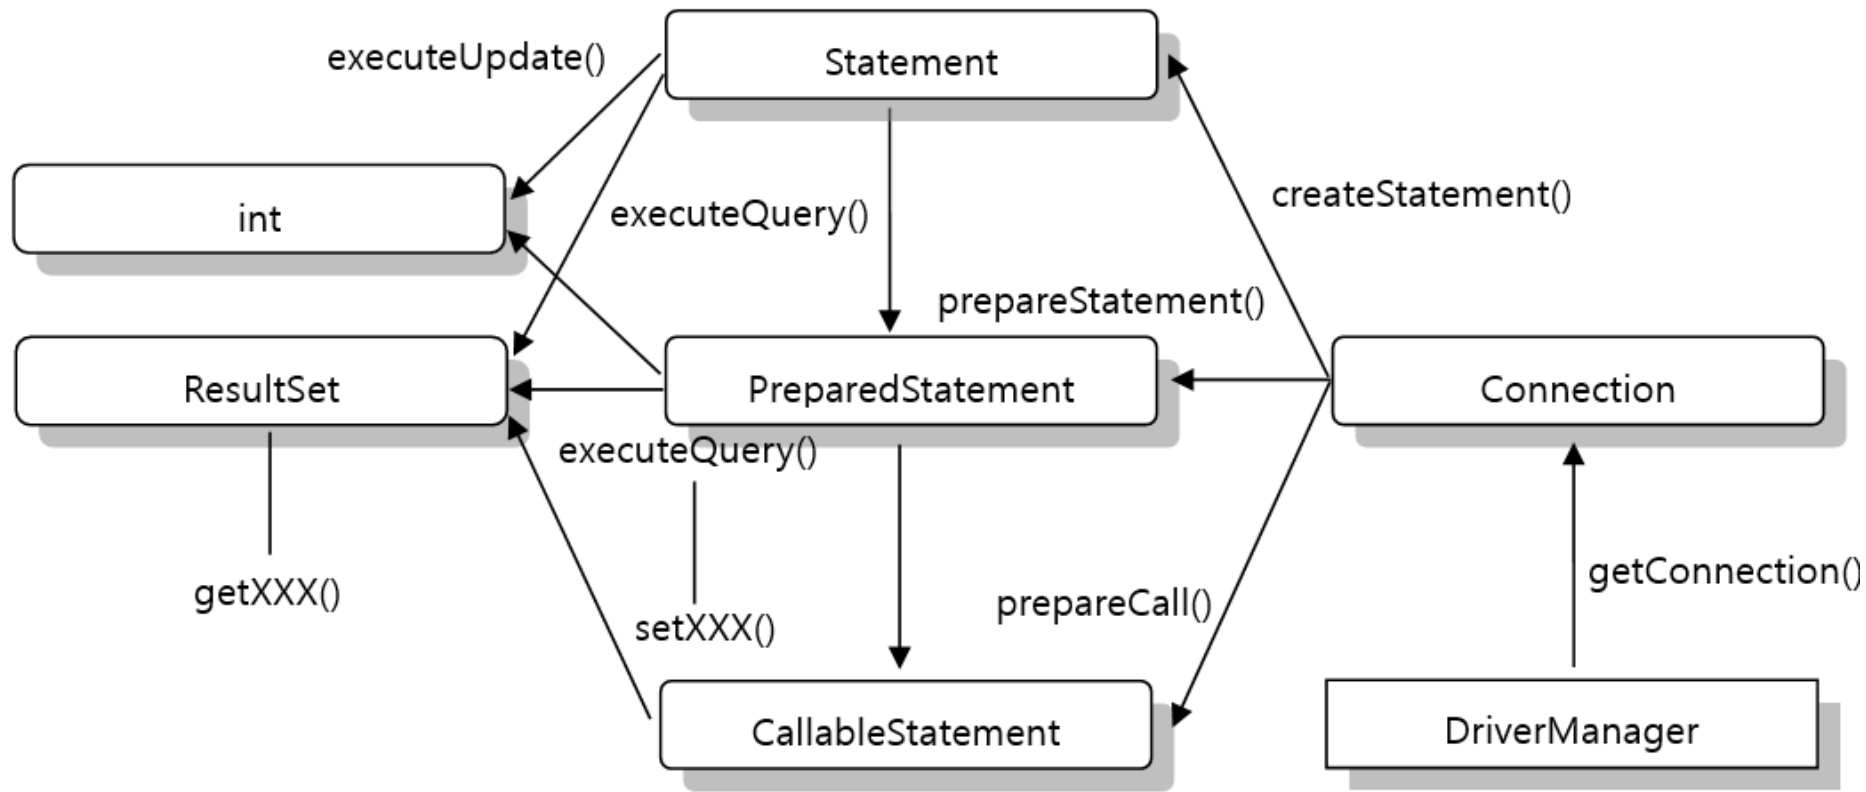 executeUpdate()
Statement
int
executeQuery()
createStatement()
prepareStatement()
ResultSet
PreparedStatement
Connection
executeQuery()
getXXX()
setXXX()
prepareCall()
getConnection()
CallableStatement
DriverManager